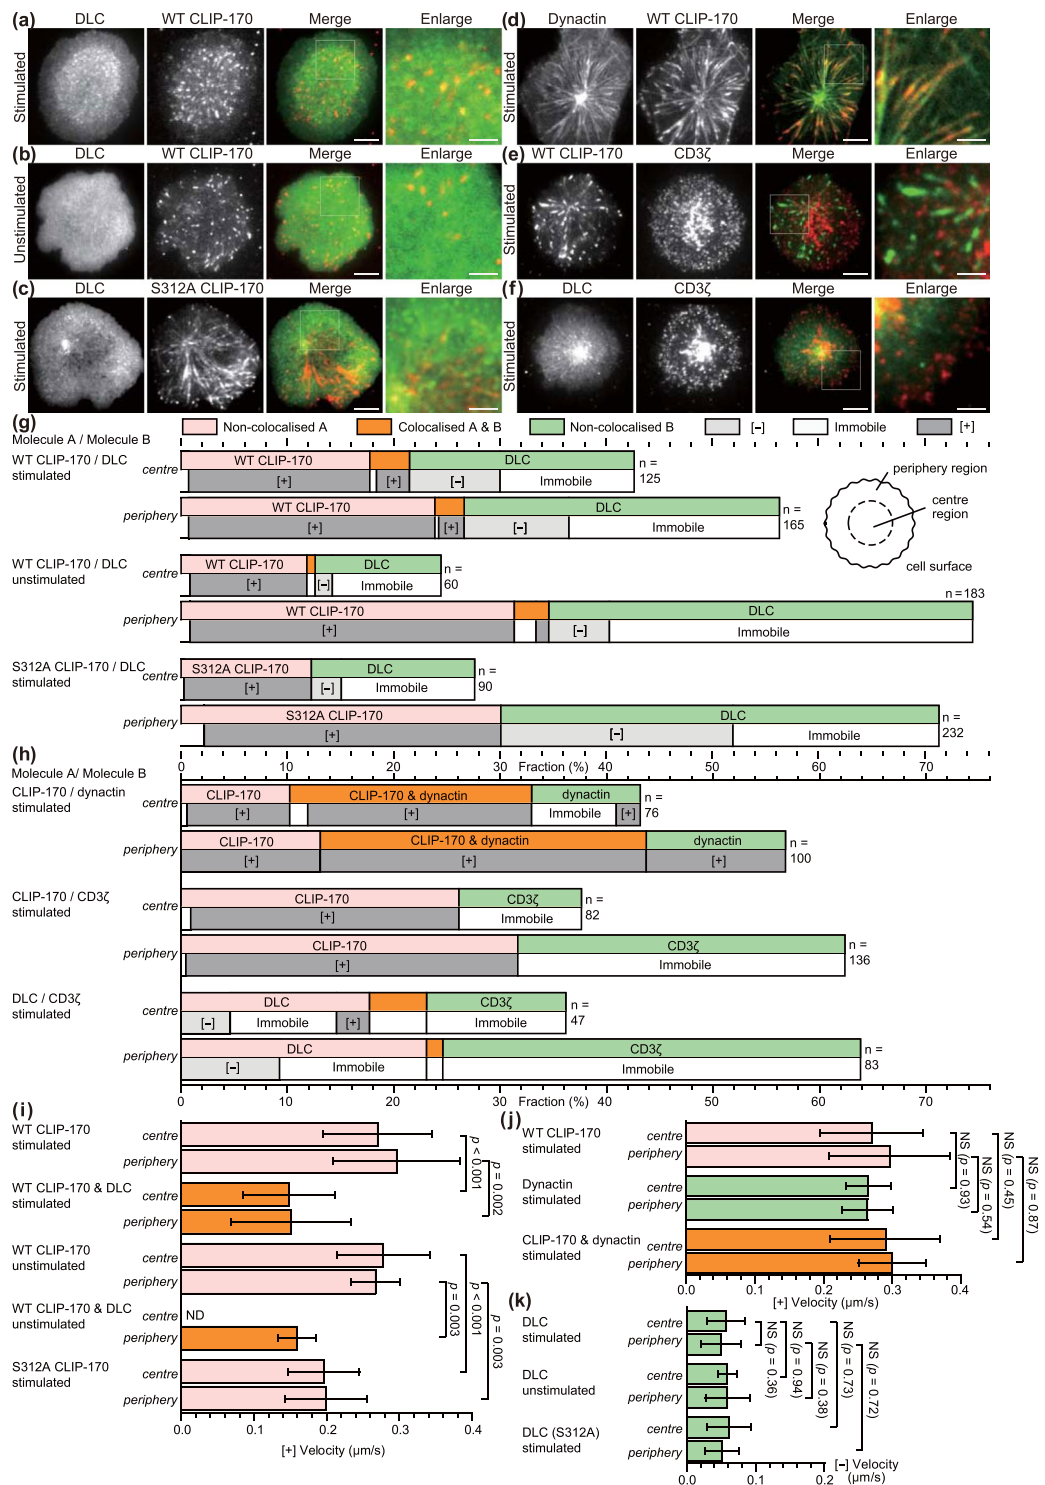 (a) DLC WT CLIP-170 Merge Enlarge
Stimulated
(b) DLC WT CLIP-170 Merge Enlarge
Unstimulated
(c) DLC S312A CLIP-170 Merge Enlarge
Stimulated
(d) Dynactin WT CLIP-170 Merge Enlarge
Stimulated
(e) WT CLIP-170 CD3ζ Merge Enlarge
Stimulated
(f) DLC CD3ζ Merge Enlarge
Stimulated
(g) Non-colocalised A Colocalised A & B Non-colocalised B [–] Immobile [+]
Molecule A / Molecule B
WT CLIP-170 / DLC
stimulated
centre WT CLIP-170 DLC n =
[+] [+] [–] Immobile 125
periphery WT CLIP-170 DLC n =
[+] [+] [–] Immobile 165
periphery region
centre
region
cell surface
WT CLIP-170 / DLC
unstimulated
centre WT CLIP-170 DLC n =
[+] [–] Immobile 60
n = 183
periphery WT CLIP-170 DLC
[+] [–] Immobile
S312A CLIP-170 / DLC
stimulated
centre S312A CLIP-170 DLC n =
[+] [–] Immobile 90
periphery S312A CLIP-170 DLC n =
[+] [–] Immobile 232
0 10 20 30 Fraction (%) 40 50 60 70
(h)
Molecule A/ Molecule B
CLIP-170 / dynactin
stimulated
centre CLIP-170 CLIP-170 & dynactin dynactin n =
[+] [+] Immobile [+] 76
periphery CLIP-170 CLIP-170 & dynactin dynactin n =
[+] [+] [+] 100
CLIP-170 / CD3ζ
stimulated
centre CLIP-170 CD3ζ n =
[+] Immobile 82
periphery CLIP-170 CD3ζ n =
[+] Immobile 136
DLC / CD3ζ
stimulated
centre DLC CD3ζ n =
[–] Immobile [+] Immobile 47
periphery DLC CD3ζ n =
[–] Immobile Immobile 83
0 10 20 30 Fraction (%) 40 50 60 70
(i)
WT CLIP-170
stimulated
centre
periphery
WT CLIP-170 & DLC
stimulated
centre
periphery
WT CLIP-170
unstimulated
centre
periphery
WT CLIP-170 & DLC
unstimulated
centre ND
periphery
S312A CLIP-170
stimulated
centre
periphery
p < 0.001
p = 0.002
p = 0.003
p < 0.001
p = 0.003
0.0 0.1 0.2 0.3 0.4
[+] Velocity (μm/s)
(j)
WT CLIP-170
stimulated
centre
periphery
Dynactin
stimulated
centre
periphery
CLIP-170 & dynactin
stimulated
centre
periphery
NS (p = 0.93)
NS (p = 0.54)
NS (p = 0.45)
NS (p = 0.87)
0.0 0.1 0.2 0.3 0.4
[+] Velocity (μm/s)
(k)
DLC
stimulated
centre
periphery
DLC
unstimulated
centre
periphery
DLC (S312A)
stimulated
centre
periphery
NS (p = 0.36)
NS (p = 0.94)
NS (p = 0.38)
NS (p = 0.73)
NS (p = 0.72)
0.0 0.1 0.2
[–] Velocity
(μm/s)